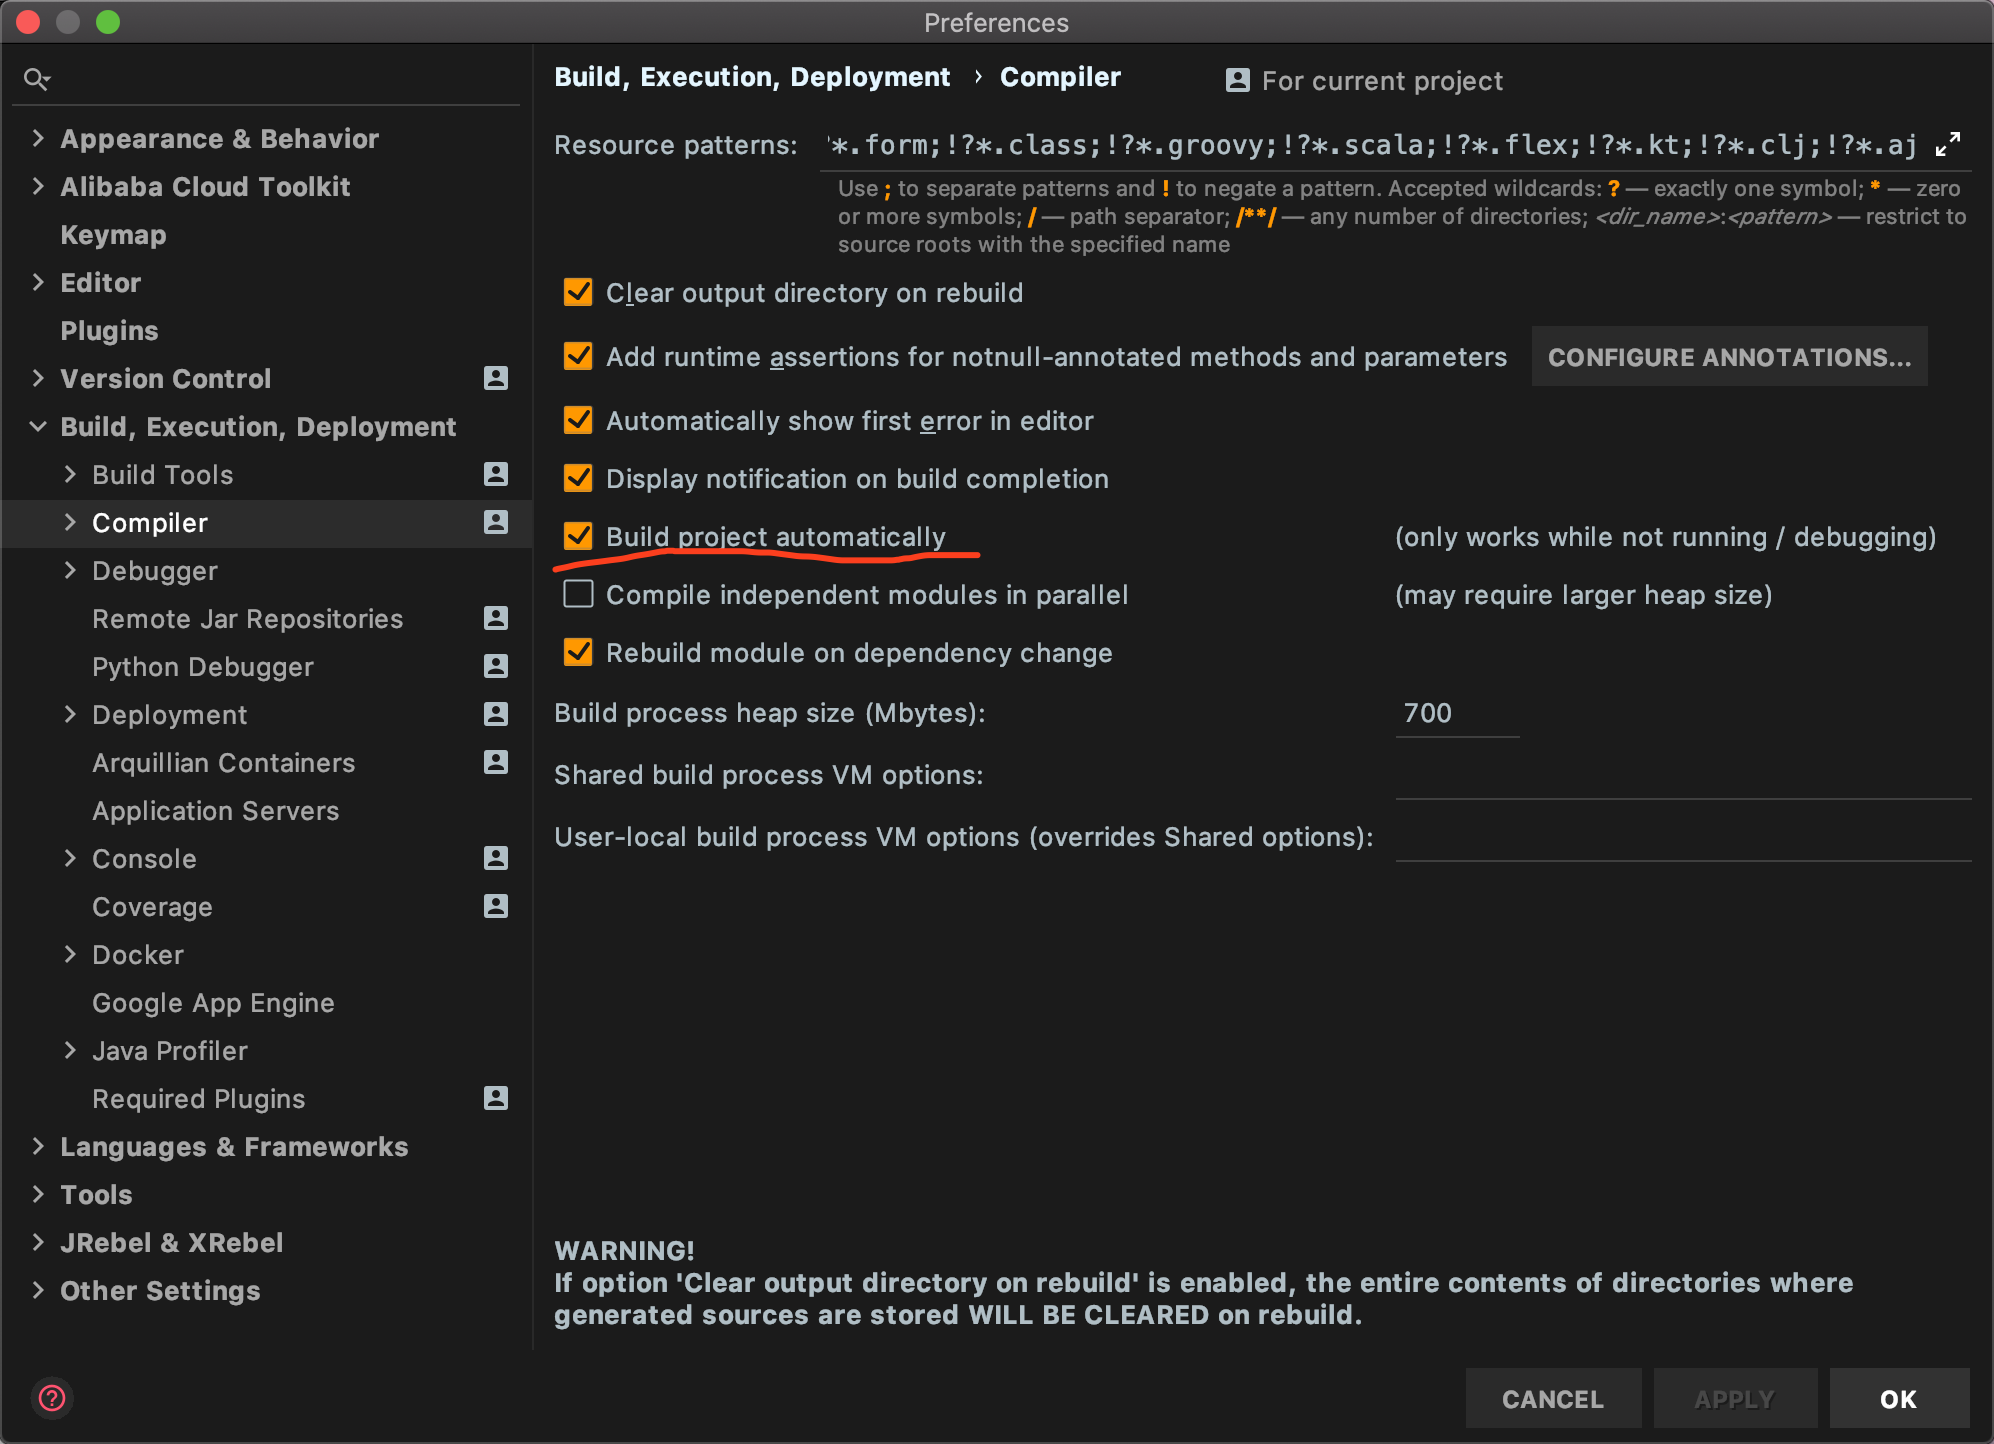 Preferences
Appearance & Behavior
Alibaba Cloud Toolkit
Keymap
Editor
Plugins
Version Control
Build, Execution, Deployment
Build Tools
Compiler
Debugger
Remote Jar Repositories
Python Debugger
Deployment
Arquillian Containers
Application Servers
Console
Coverage
Docker
Google App Engine
Java Profiler
Required Plugins
Languages & Frameworks
Tools
JRebel & XRebel
Other Settings
Build, Execution, Deployment › Compiler
For current project
Resource patterns: *.form;!?*.class;!?*.groovy;!?*.scala;!?*.flex;!?*.kt;!?*.clj;!?*.aj
Use ; to separate patterns and ! to negate a pattern. Accepted wildcards: ? — exactly one symbol; * — zero
or more symbols; / — path separator; /**/ — any number of directories; <dir_name>:<pattern> — restrict to
source roots with the specified name
Clear output directory on rebuild
Add runtime assertions for notnull-annotated methods and parameters
CONFIGURE ANNOTATIONS...
Automatically show first error in editor
Display notification on build completion
Build project automatically (only works while not running / debugging)
Compile independent modules in parallel (may require larger heap size)
Rebuild module on dependency change
Build process heap size (Mbytes): 700
Shared build process VM options:
User-local build process VM options (overrides Shared options):
WARNING!
If option 'Clear output directory on rebuild' is enabled, the entire contents of directories where
generated sources are stored WILL BE CLEARED on rebuild.
?
CANCEL
APPLY
OK